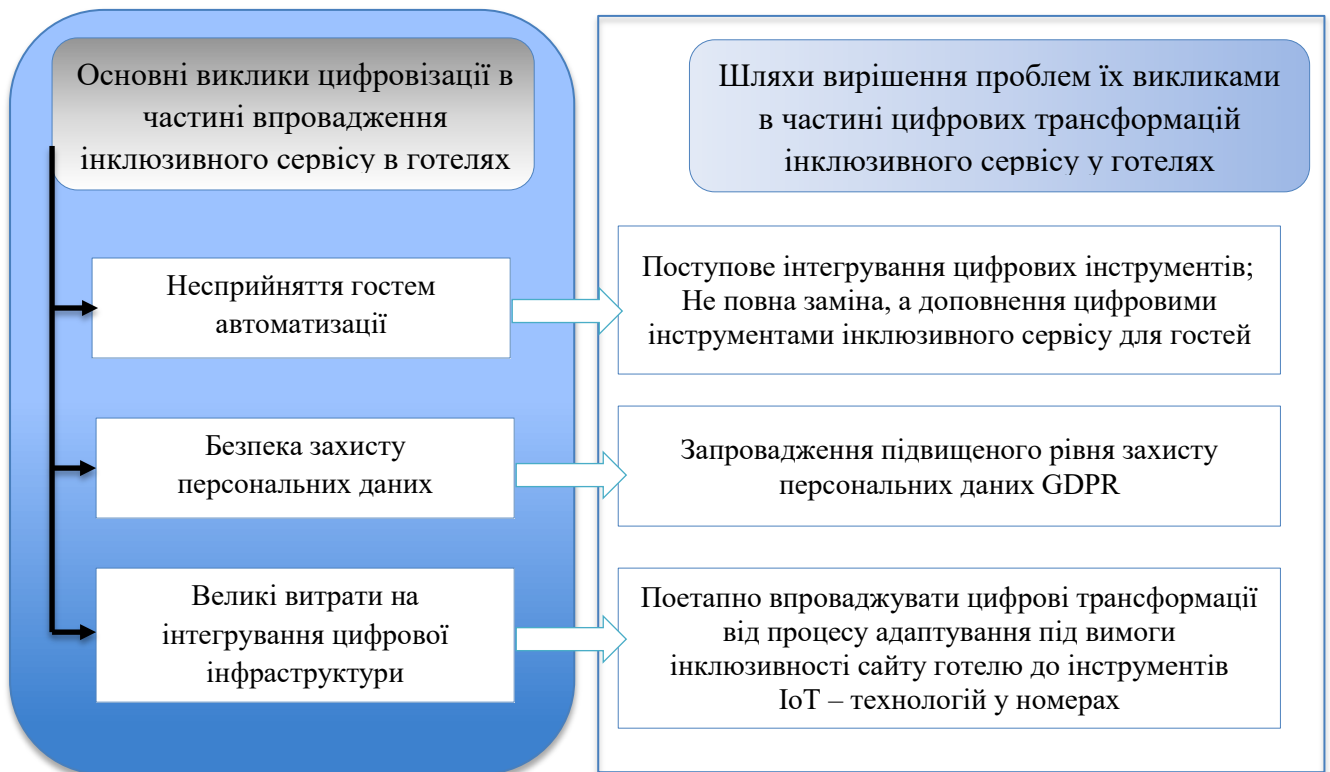 Основні виклики цифровізації в
частині впровадження
інклюзивного сервісу в готелях
Шляхи вирішення проблем їх викликами
в частині цифрових трансформацій
інклюзивного сервісу у готелях
Несприйняття гостем
автоматизації
Поступове інтегрування цифрових інструментів;
Не повна заміна, а доповнення цифровими
інструментами інклюзивного сервісу для гостей
Безпека захисту
персональних даних
Запровадження підвищеного рівня захисту
персональних даних GDPR
Великі витрати на
інтегрування цифрової
інфраструктури
Поетапно впроваджувати цифрові трансформації
від процесу адаптування під вимоги
інклюзивності сайту готелю до інструментів
IoT – технологій у номерах